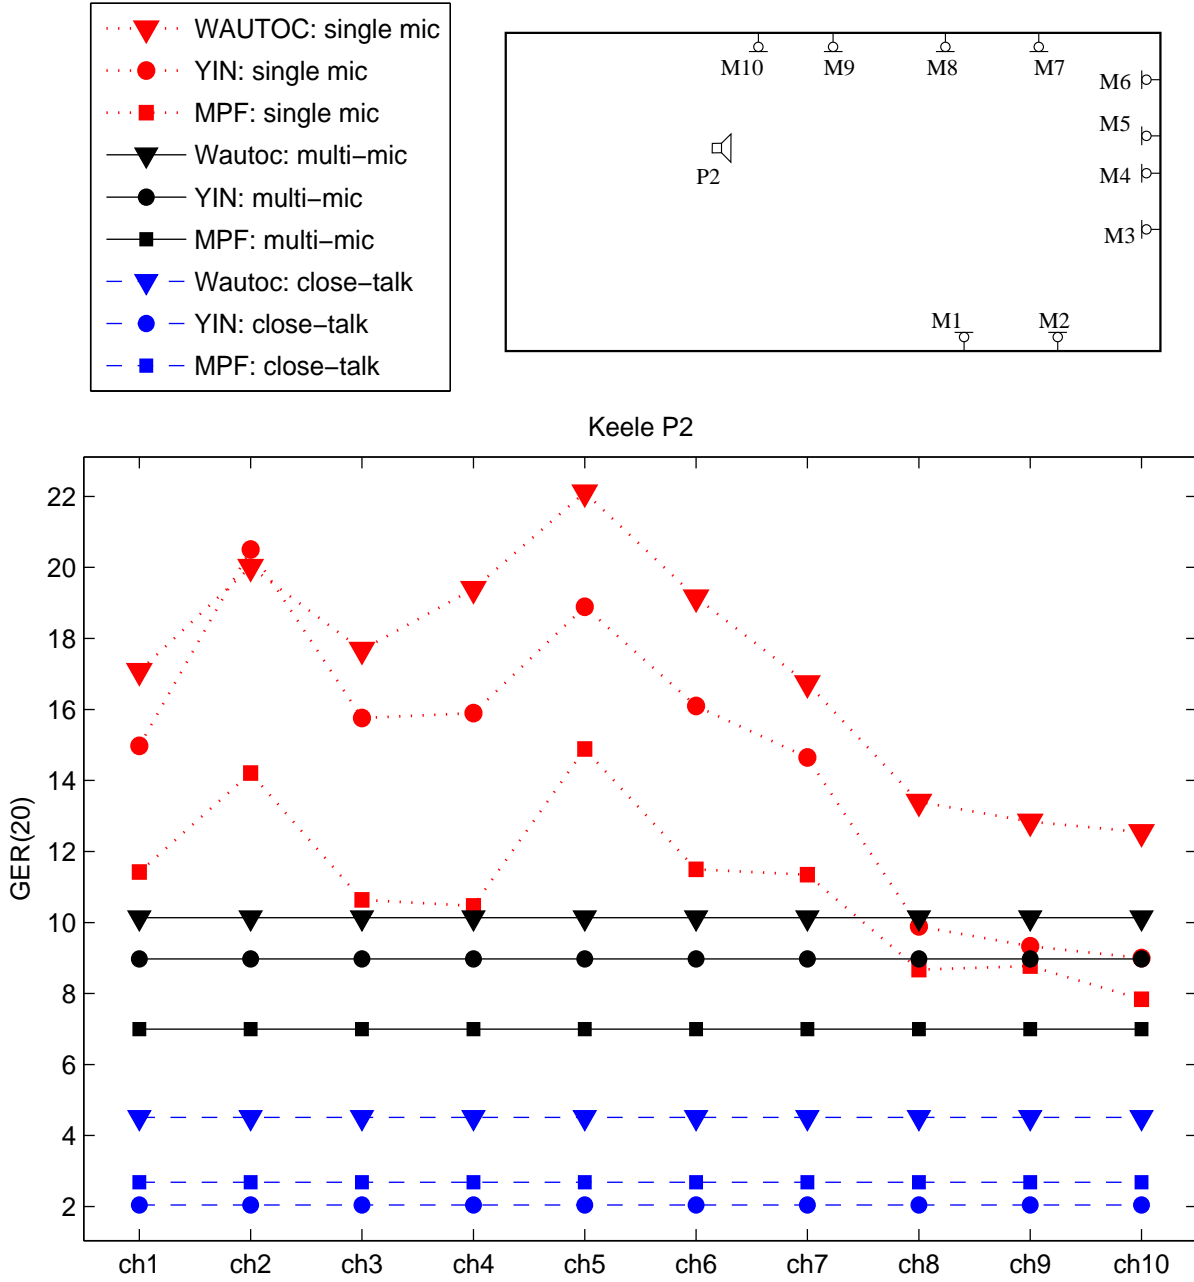 WAUTOC: single mic
YIN: single mic
MPF: single mic
Wautoc: multi−mic
YIN: multi−mic
MPF: multi−mic
Wautoc: close−talk
YIN: close−talk
MPF: close−talk
M10 M9 M8 M7
M6
M5
M4
M3
P2
M1 M2
Keele P2
GER(20)
22
20
18
16
14
12
10
8
6
4
2
ch1 ch2 ch3 ch4 ch5 ch6 ch7 ch8 ch9 ch10